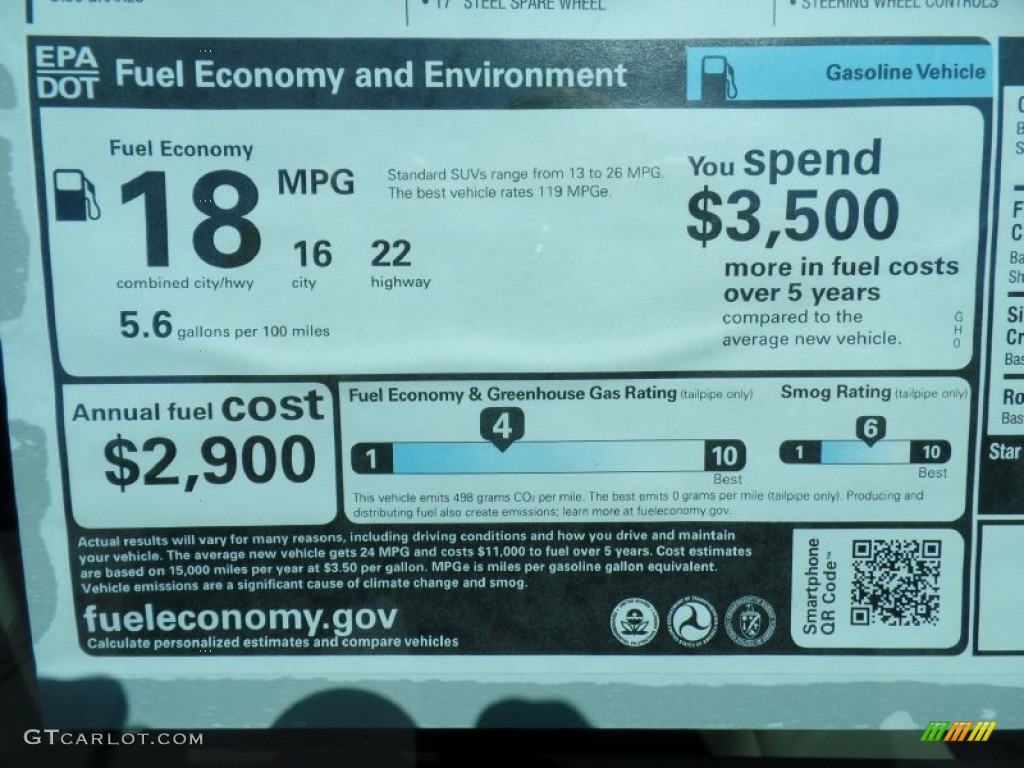 17" STEEL SPARE WHEEL
• STEERING WHEEL CONTROLS
EPA
DOT
Fuel Economy and Environment
Gasoline Vehicle
Fuel Economy
18 MPG
Standard SUVs range from 13 to 26 MPG.
The best vehicle rates 119 MPGe.
16 22
combined city/hwy city highway
5.6 gallons per 100 miles
You spend
$3,500
more in fuel costs
over 5 years
compared to the
average new vehicle.
G
H
0
Annual fuel cost
$2,900
Fuel Economy & Greenhouse Gas Rating (tailpipe only)
4
1 10
Best
Smog Rating (tailpipe only)
6
1 10
Best
This vehicle emits 498 grams CO₂ per mile. The best emits 0 grams per mile (tailpipe only). Producing and
distributing fuel also create emissions; learn more at fueleconomy.gov.
Actual results will vary for many reasons, including driving conditions and how you drive and maintain
your vehicle. The average new vehicle gets 24 MPG and costs $11,000 to fuel over 5 years. Cost estimates
are based on 15,000 miles per year at $3.50 per gallon. MPGe is miles per gasoline gallon equivalent.
Vehicle emissions are a significant cause of climate change and smog.
fueleconomy.gov
Calculate personalized estimates and compare vehicles
Smartphone
QR Code™
Star
GTCARLOT.COM